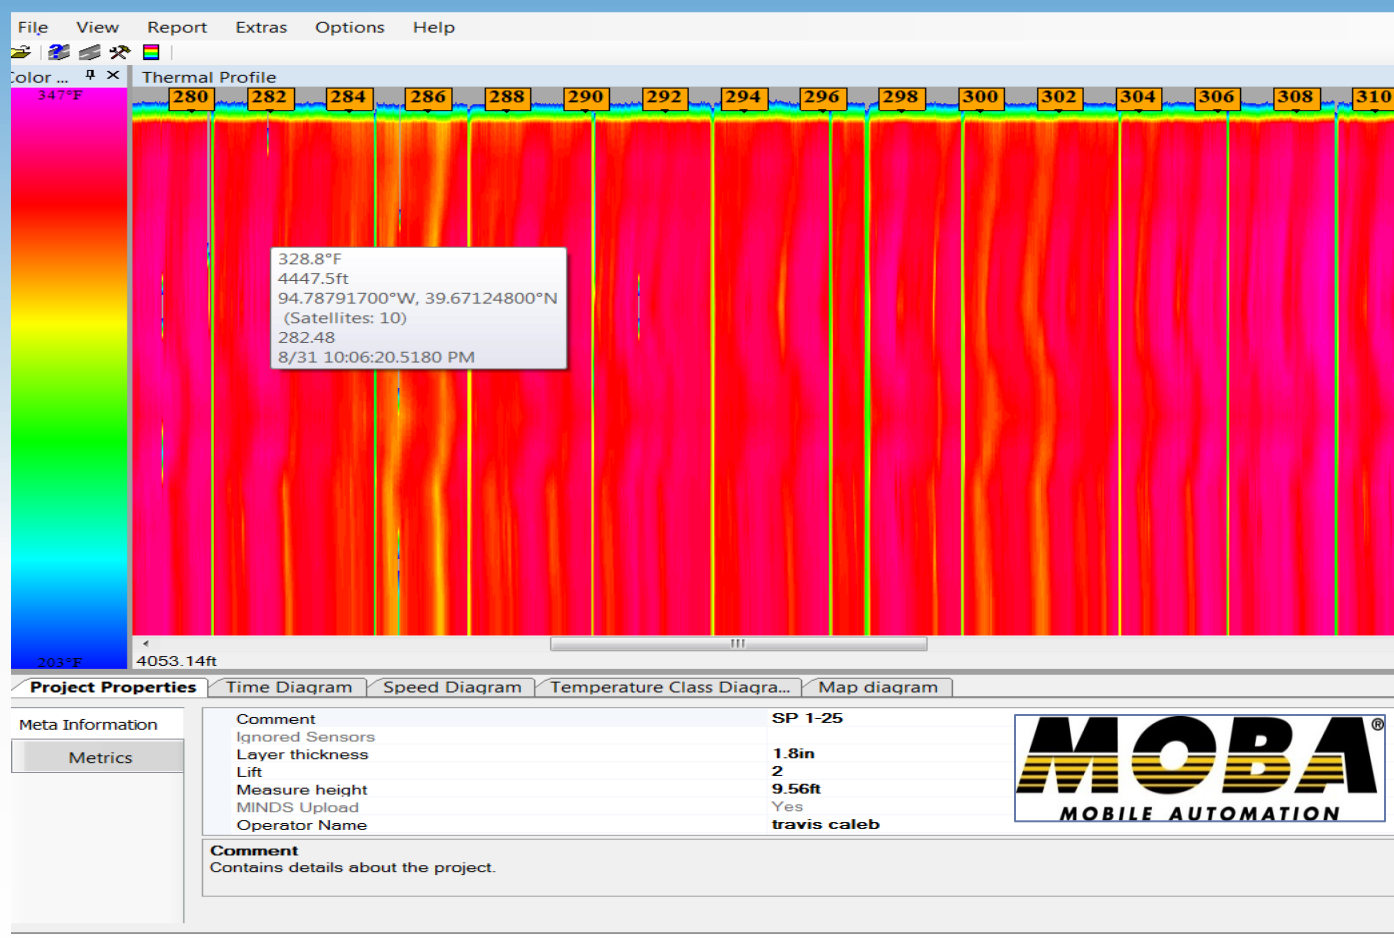 File View Report Extras Options Help
Color ... Thermal Profile
347°F
280 282 284 286 288 290 292 294 296 298 300 302 304 306 308 310
328.8°F
4447.5ft
94.78791700°W, 39.67124800°N
(Satellites: 10)
282.48
8/31 10:06:20.5180 PM
203°F
4053.14ft
Project Properties Time Diagram Speed Diagram Temperature Class Diagra... Map diagram
Meta Information
Metrics
Comment SP 1-25
Ignored Sensors
Layer thickness 1.8in
Lift 2
Measure height 9.56ft
MINDS Upload Yes
Operator Name travis caleb
MOBA®
MOBILE AUTOMATION
Comment
Contains details about the project.